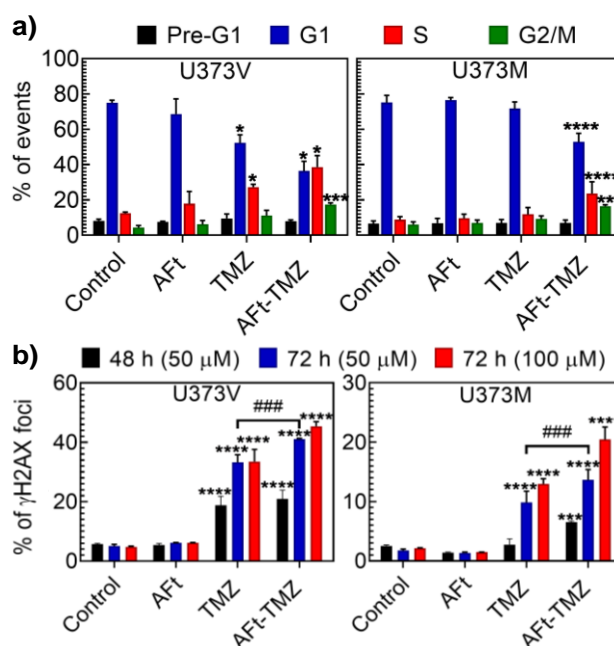 a)
Pre-G1 G1 S G2/M
U373V U373M
% of events
100
80
60
40
20
0
* * * * *** **** **** **
Control AFt TMZ AFt-TMZ Control AFt TMZ AFt-TMZ
b)
48 h (50 μM) 72 h (50 μM) 72 h (100 μM)
U373V U373M
% of γH2AX foci
60
40
20
0
30
20
10
0
### ###
**** **** **** **** **** **** **** **** *** **** ****
Control AFt TMZ AFt-TMZ Control AFt TMZ AFt-TMZ